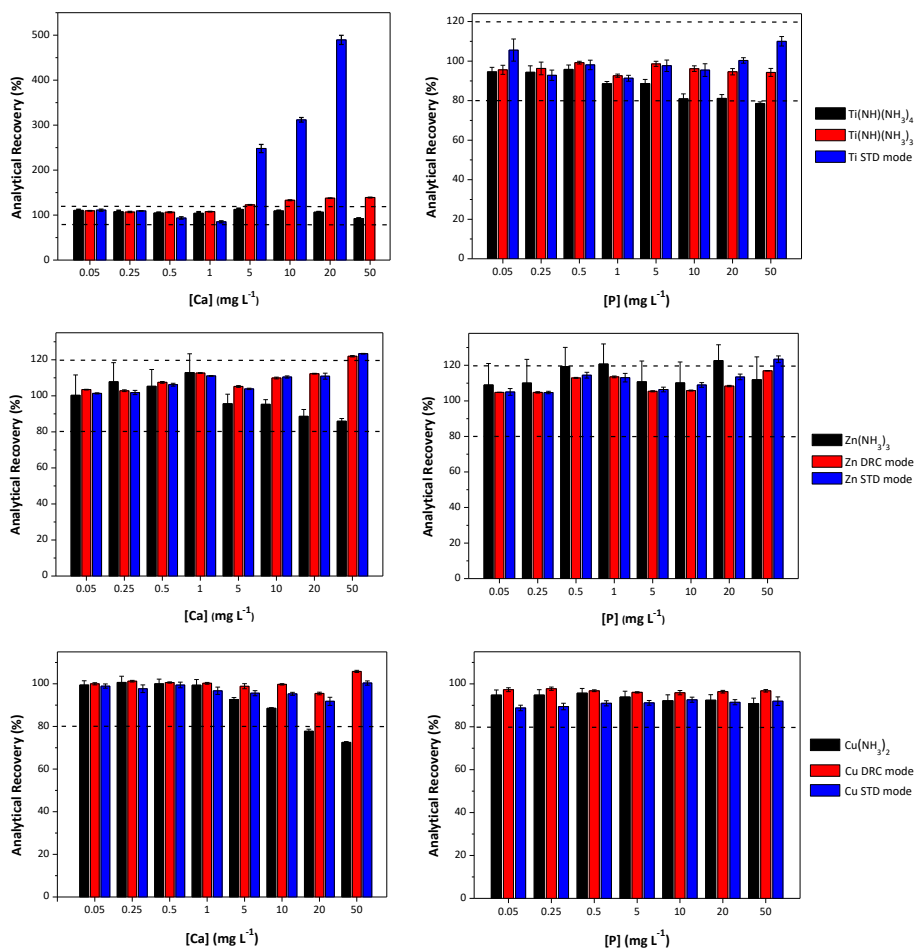 Analytical Recovery (%)
500
400
300
200
100
0
0.05 0.25 0.5 1 5 10 20 50
[Ca] (mg L⁻¹)
Analytical Recovery (%)
120
100
80
60
40
20
0
0.05 0.25 0.5 1 5 10 20 50
[P] (mg L⁻¹)
Ti(NH)(NH₃)₄
Ti(NH)(NH₃)₃
Ti STD mode
Analytical Recovery (%)
120
100
80
60
40
20
0
0.05 0.25 0.5 1 5 10 20 50
[Ca] (mg L⁻¹)
Analytical Recovery (%)
120
100
80
60
40
20
0
0.05 0.25 0.5 1 5 10 20 50
[P] (mg L⁻¹)
Zn(NH₃)₃
Zn DRC mode
Zn STD mode
Analytical Recovery (%)
100
80
60
40
20
0
0.05 0.25 0.5 1 5 10 20 50
[Ca] (mg L⁻¹)
Analytical Recovery (%)
100
80
60
40
20
0
0.05 0.25 0.5 1 5 10 20 50
[P] (mg L⁻¹)
Cu(NH₃)₂
Cu DRC mode
Cu STD mode